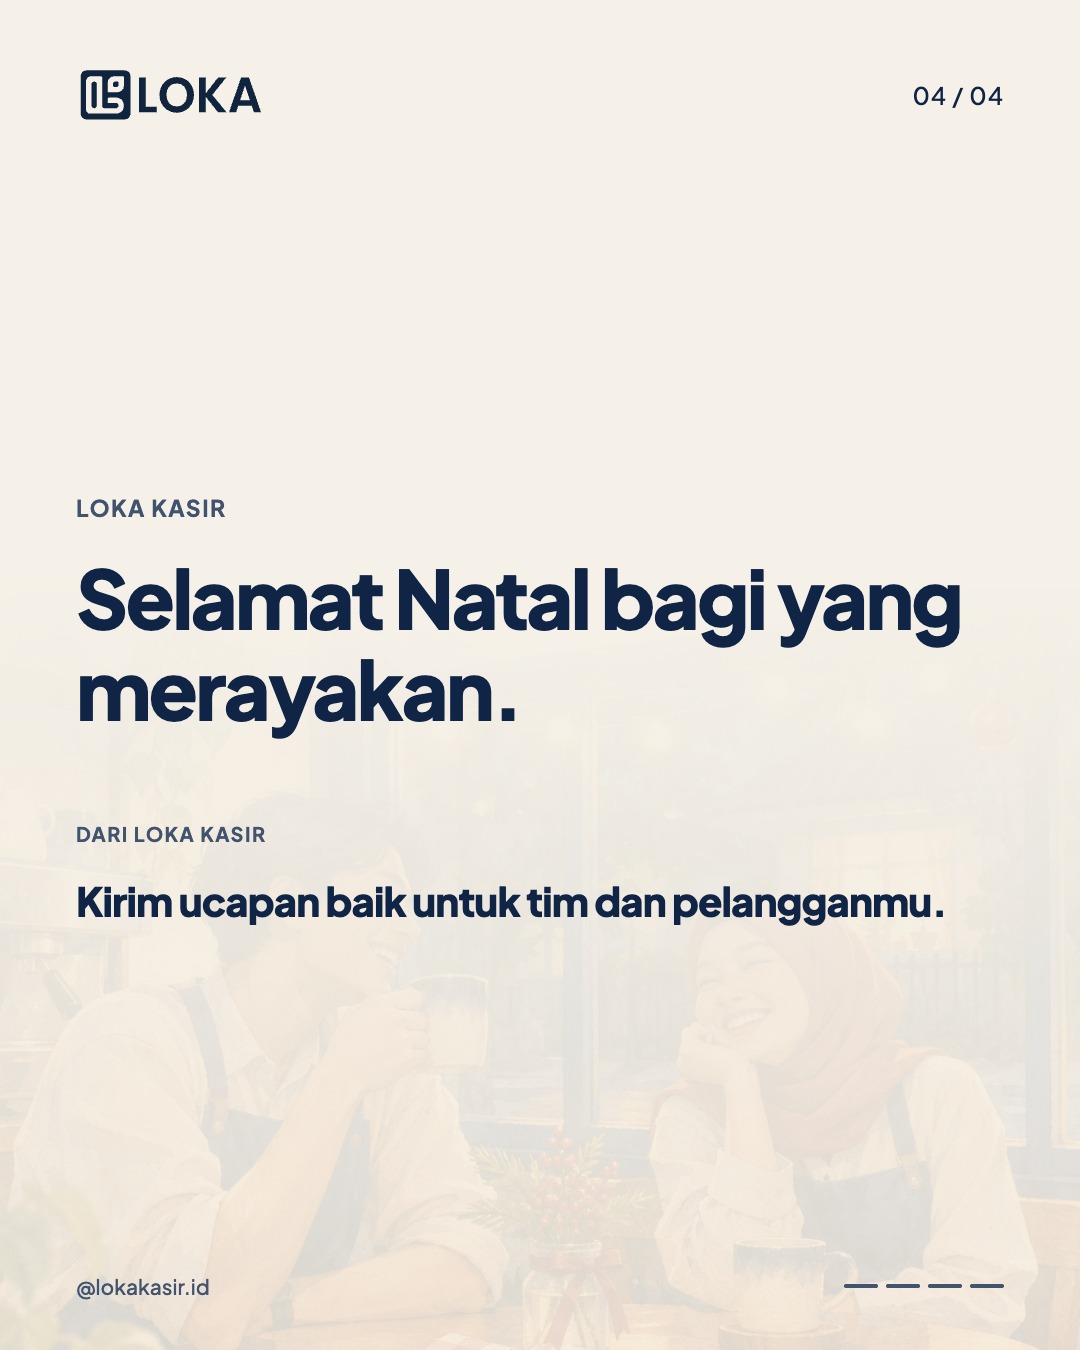 LOKA
04 / 04
LOKA KASIR
Selamat Natal bagi yang
merayakan.
DARI LOKA KASIR
Kirim ucapan baik untuk tim dan pelangganmu.
@lokakasir.id